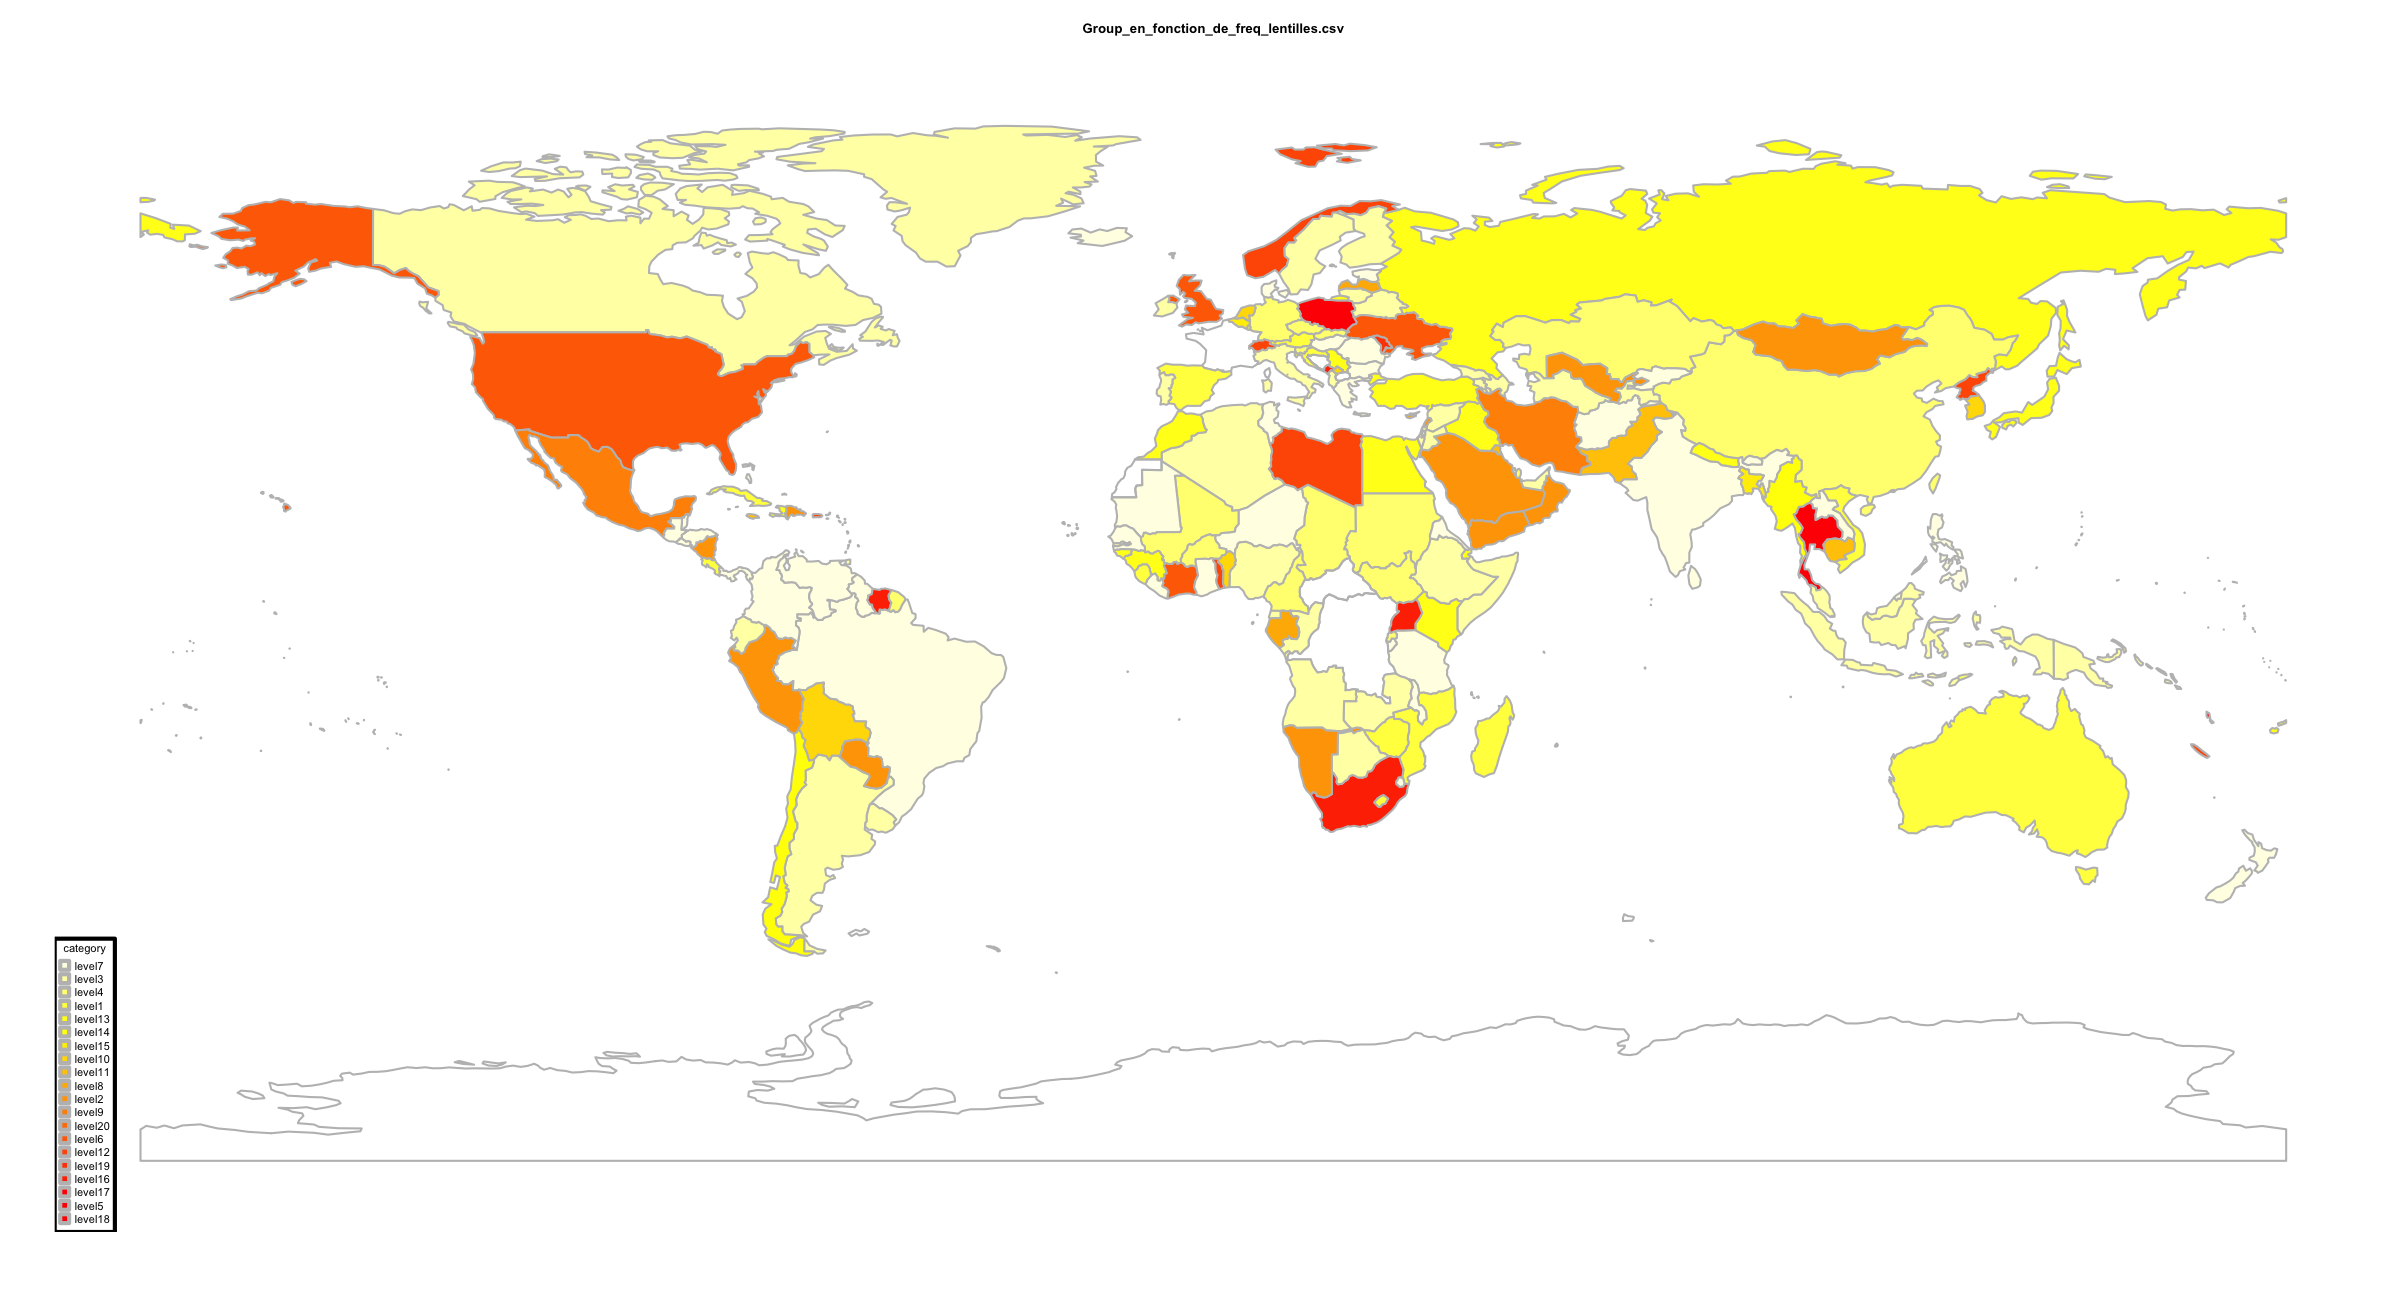 Group_en_fonction_de_freq_lentilles.csv
category
level7
level3
level4
level1
level13
level14
level15
level10
level11
level8
level2
level9
level20
level6
level12
level19
level16
level17
level5
level18